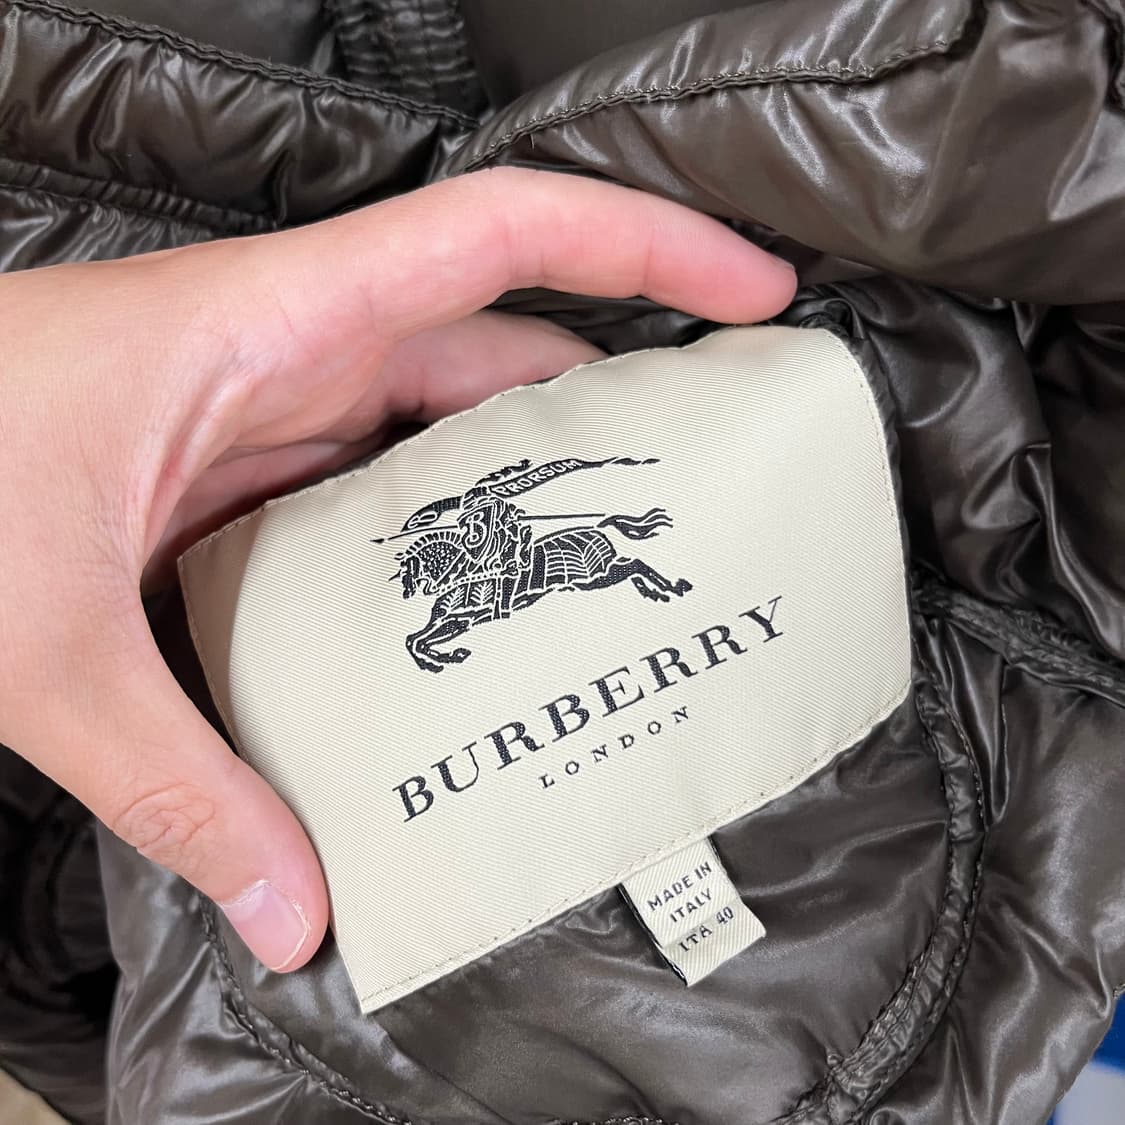 PRORSUM
B
BURBERRY
LONDON
MADE IN
ITALY
ITA 40